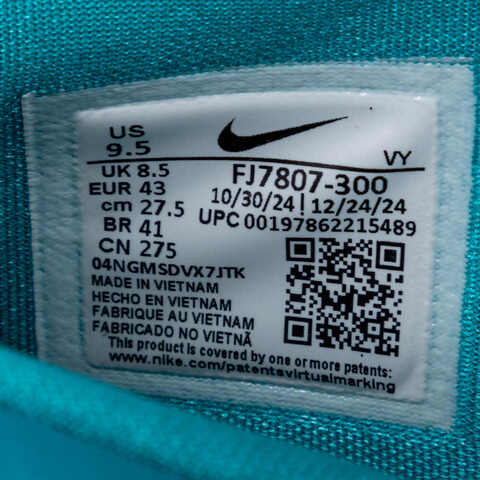 US
9.5
VY
UK 8.5
EUR 43
cm 27.5
BR 41
CN 275
FJ7807-300
10/30/24 | 12/24/24
UPC 00197862215489
04NGMSDVX7JTK
MADE IN VIETNAM
HECHO EN VIETNAM
FABRIQUE AU VIETNAM
FABRICADO NO VIETNÃ
This product is covered by one or more patents:
www.nike.com/patentsvirtualmarking